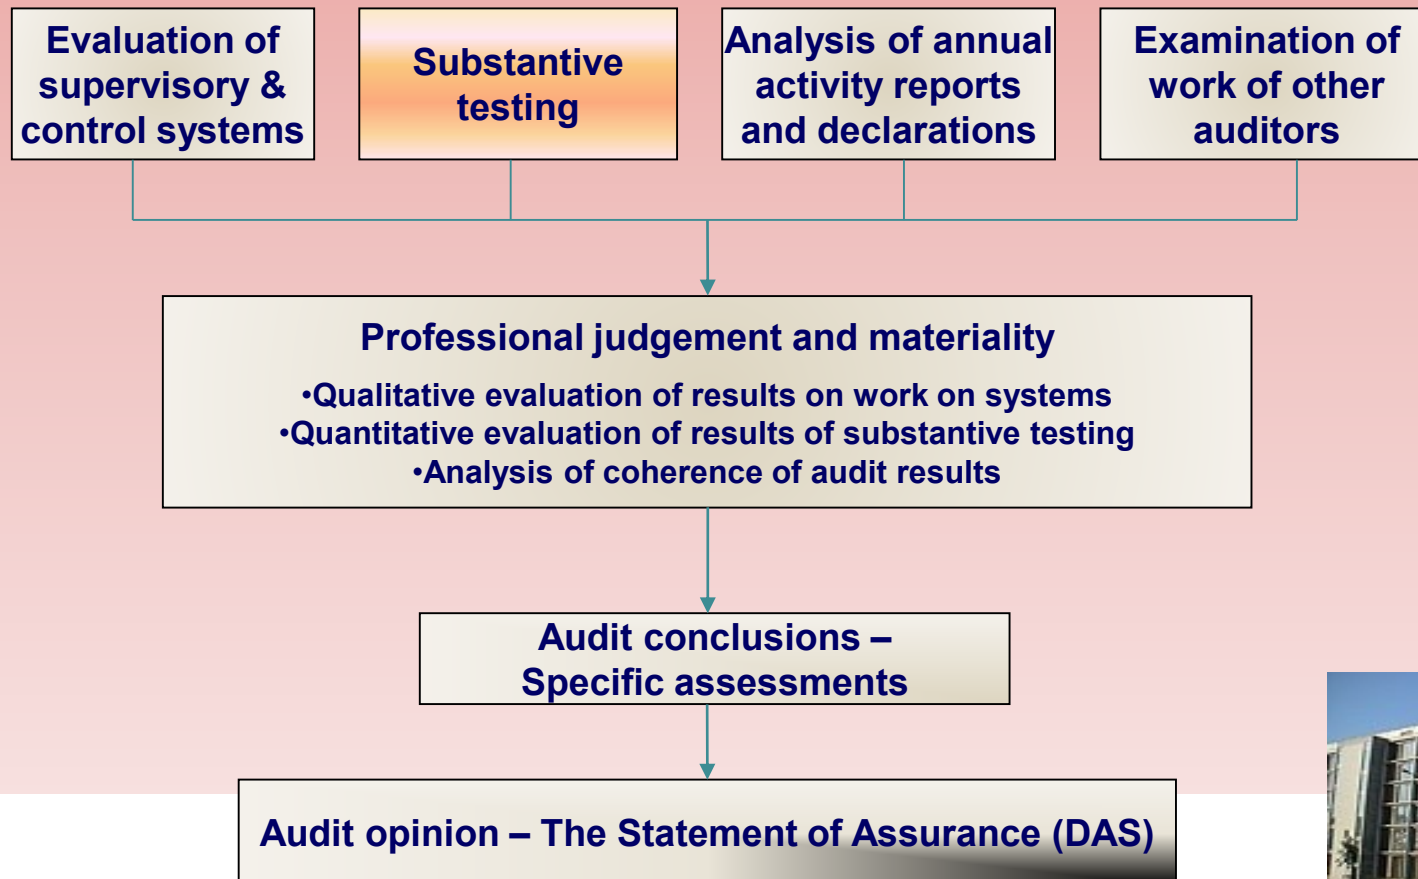 Evaluation of
supervisory &
control systems
Substantive
testing
Analysis of annual
activity reports
and declarations
Examination of
work of other
auditors
Professional judgement and materiality
•Qualitative evaluation of results on work on systems
•Quantitative evaluation of results of substantive testing
•Analysis of coherence of audit results
Audit conclusions –
Specific assessments
Audit opinion – The Statement of Assurance (DAS)